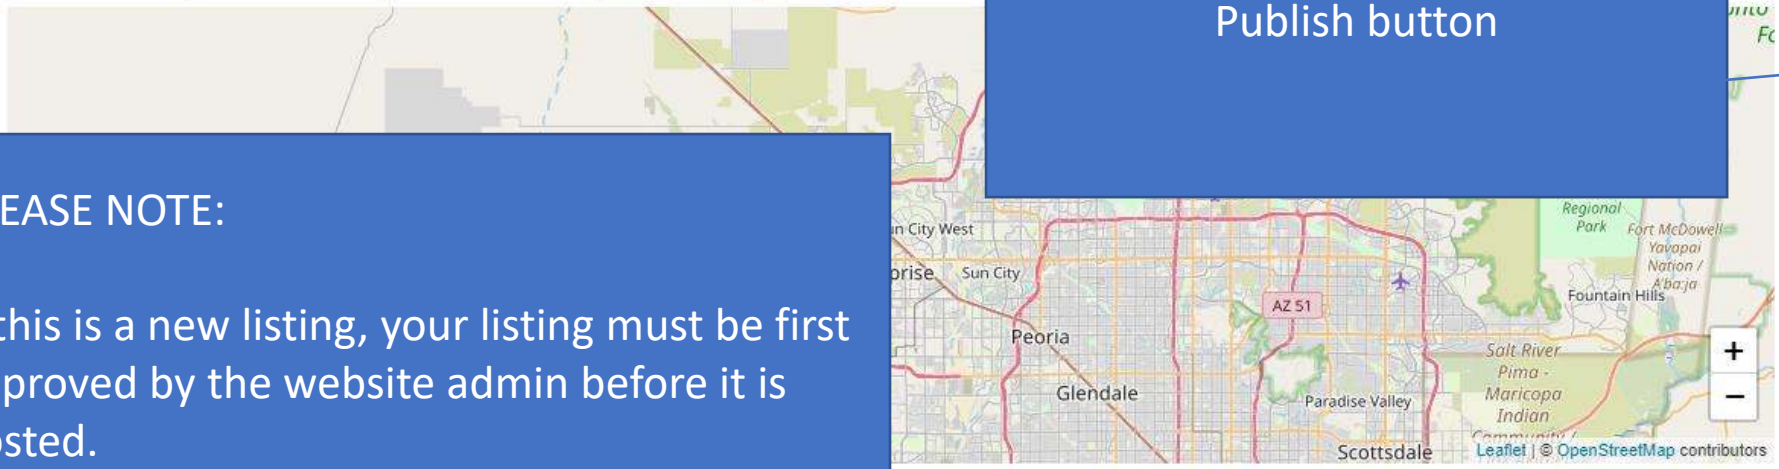 Publish button
EASE NOTE:
this is a new listing, your listing must be first
proved by the website admin before it is
sted.
Regional
Park
Fort McDowell
Yavapai
Nation /
A'ba:ja
n City West
Sun City
Fountain Hills
AZ 51
Peoria
Salt River
Pima -
Maricopa
Indian
Community /
Glendale
Paradise Valley
Scottsdale
+
−
Leaflet | © OpenStreetMap contributors